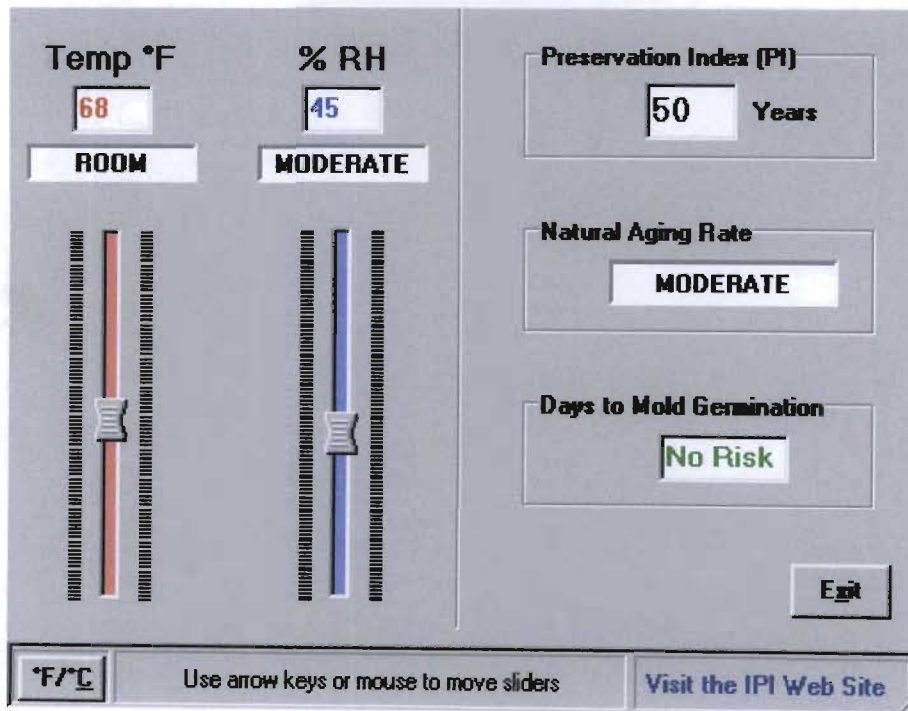 Temp °F
% RH
68
45
ROOM
MODERATE
Preservation Index (PI)
50 Years
Natural Aging Rate
MODERATE
Days to Mold Germination
No Risk
Exit
°F/°C
Use arrow keys or mouse to move sliders
Visit the IPI Web Site